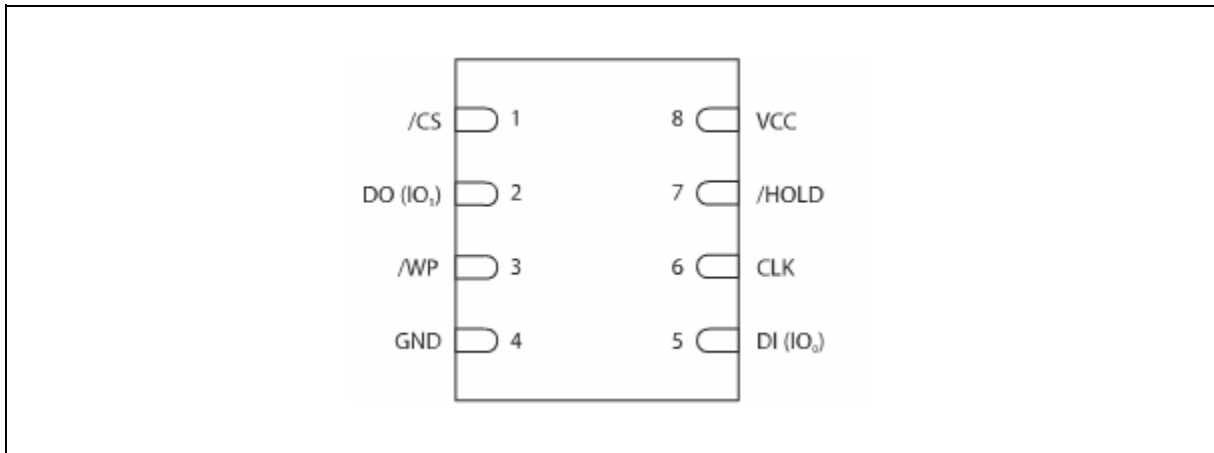 /CS 1 8 VCC
DO (IO₁) 2 7 /HOLD
/WP 3 6 CLK
GND 4 5 DI (IO₀)